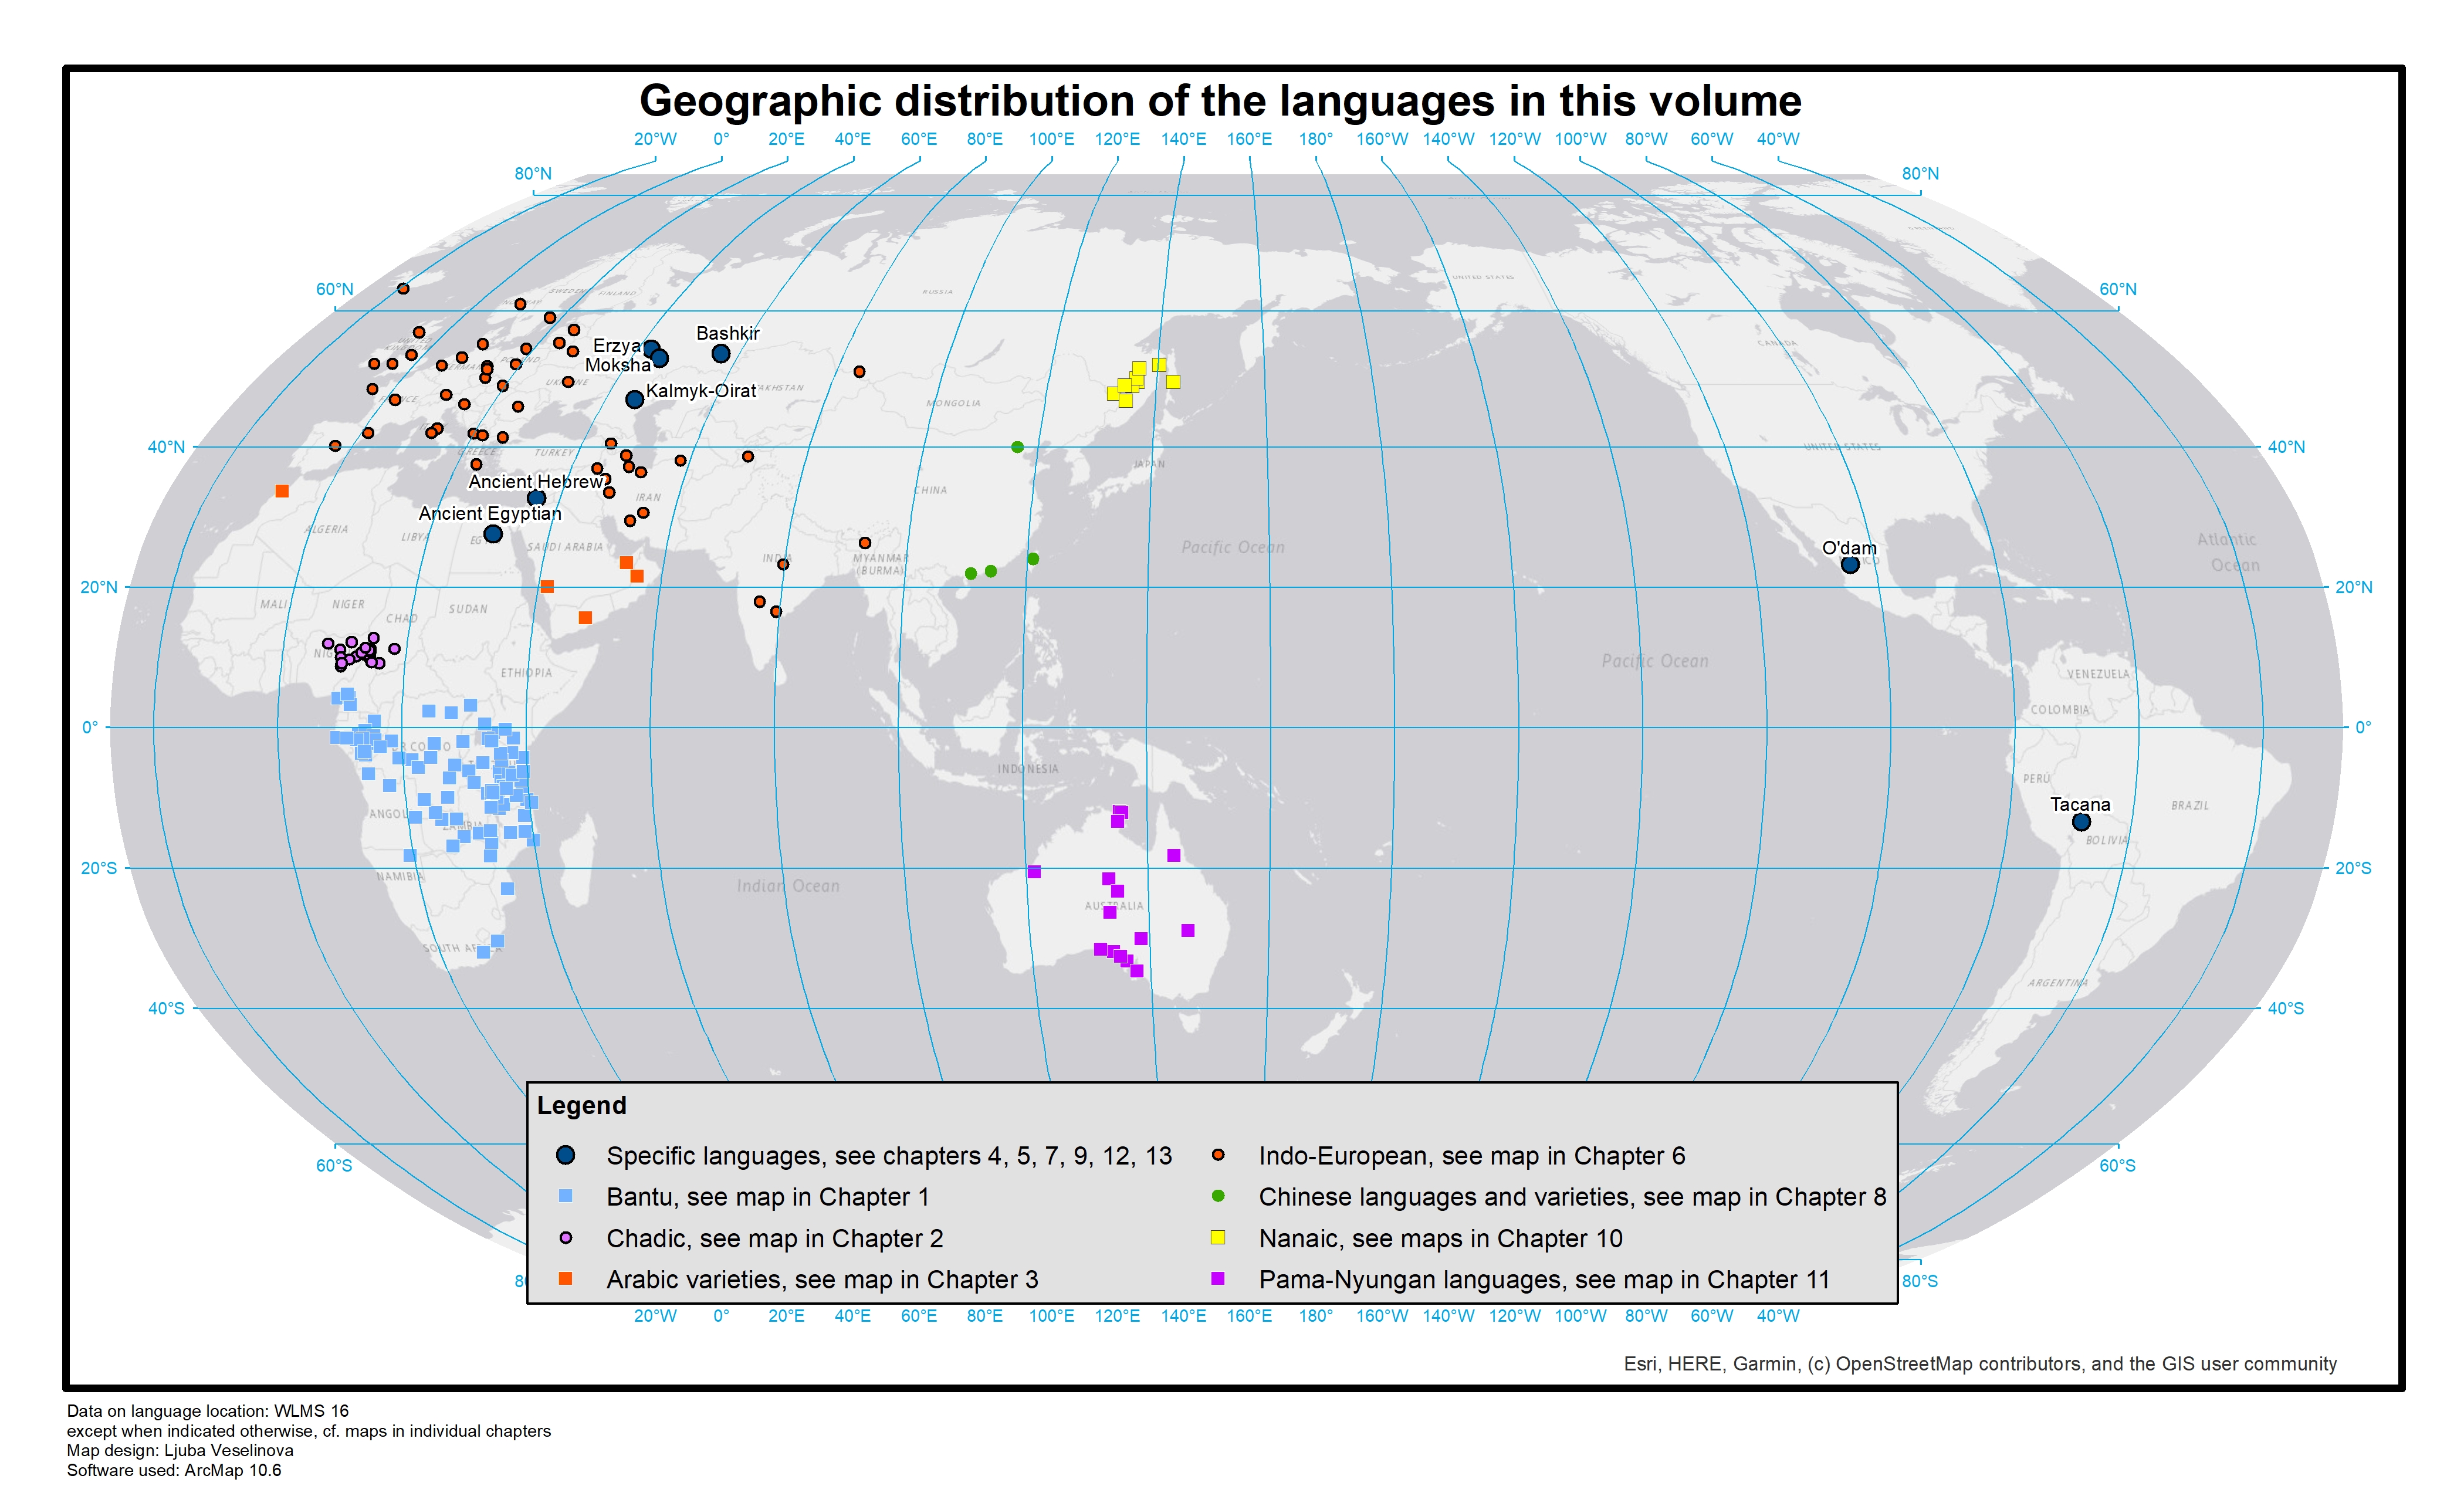 Geographic distribution of the languages in this volume
20°W 0° 20°E 40°E 60°E 80°E 100°E 120°E 140°E 160°E 180° 160°W 140°W 120°W 100°W 80°W 60°W 40°W
80°N 80°N
60°N 60°N
40°N 40°N
20°N 20°N
0° 0°
20°S 20°S
40°S 40°S
60°S 60°S
80°S
SWEDEN FINLAND
RUSSIA
UNITED STATES
CANADA
Bashkir
Erzya
Moksha
Kalmyk-Oirat
MONGOLIA
UNITED STATES
GREECE
TURKEY
JAPAN
Ancient Hebrew
IRAN
CHINA
Ancient Egyptian
ALGERIA
LIBYA
SAUDI ARABIA
INDIA
MYANMAR
(BURMA)
Pacific Ocean
O'dam
Atlantic
Ocean
MALI
NIGER
CHAD
SUDAN
ETHIOPIA
Pacific Ocean
VENEZUELA
COLOMBIA
INDONESIA
PERÚ
Tacana
BRAZIL
BOLIVIA
ZAMBIA
NAMIBIA
Indian Ocean
AUSTRALIA
ARGENTINA
Legend
Specific languages, see chapters 4, 5, 7, 9, 12, 13
Bantu, see map in Chapter 1
Chadic, see map in Chapter 2
Arabic varieties, see map in Chapter 3
Indo-European, see map in Chapter 6
Chinese languages and varieties, see map in Chapter 8
Nanaic, see maps in Chapter 10
Pama-Nyungan languages, see map in Chapter 11
20°W 0° 20°E 40°E 60°E 80°E 100°E 120°E 140°E 160°E 180° 160°W 140°W 120°W 100°W 80°W 60°W 40°W
Esri, HERE, Garmin, (c) OpenStreetMap contributors, and the GIS user community
Data on language location: WLMS 16
except when indicated otherwise, cf. maps in individual chapters
Map design: Ljuba Veselinova
Software used: ArcMap 10.6